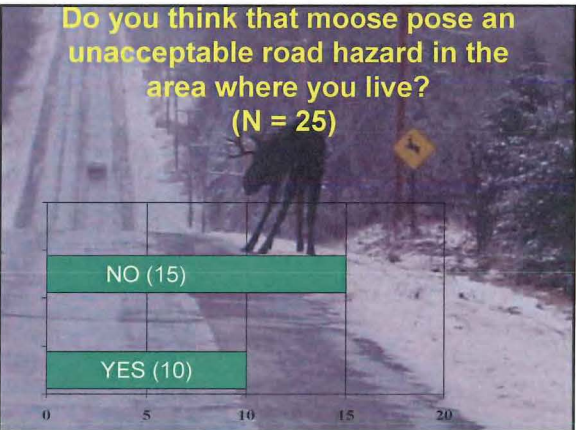 Do you think that moose pose an
unacceptable road hazard in the
area where you live?
(N = 25)
NO (15)
YES (10)
0 5 10 15 20